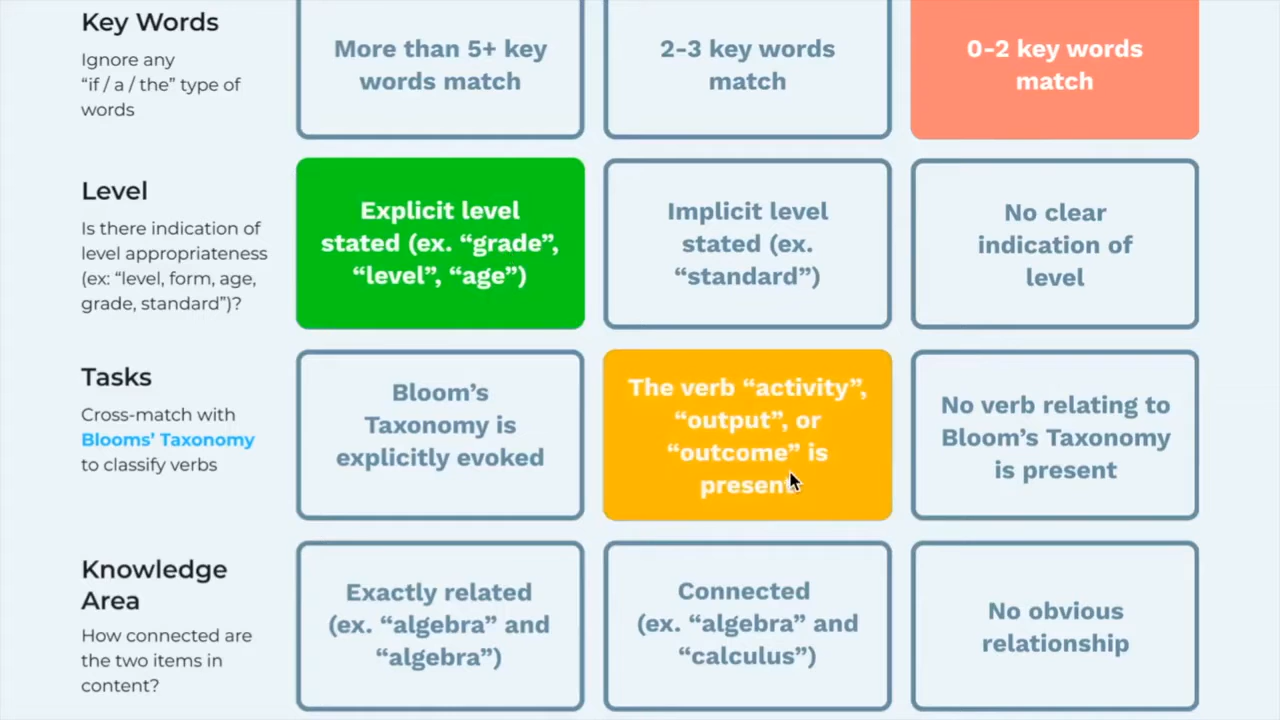 Key Words
Ignore any
“if / a / the” type of
words
More than 5+ key
words match
2-3 key words
match
0-2 key words
match
Level
Is there indication of
level appropriateness
(ex: “level, form, age,
grade, standard”)?
Explicit level
stated (ex. “grade”,
“level”, “age”)
Implicit level
stated (ex.
“standard”)
No clear
indication of
level
Tasks
Cross-match with
Blooms’ Taxonomy
to classify verbs
Bloom’s
Taxonomy is
explicitly evoked
The verb “activity”,
“output”, or
“outcome” is
present
No verb relating to
Bloom’s Taxonomy
is present
Knowledge
Area
How connected are
the two items in
content?
Exactly related
(ex. “algebra” and
“algebra”)
Connected
(ex. “algebra” and
“calculus”)
No obvious
relationship